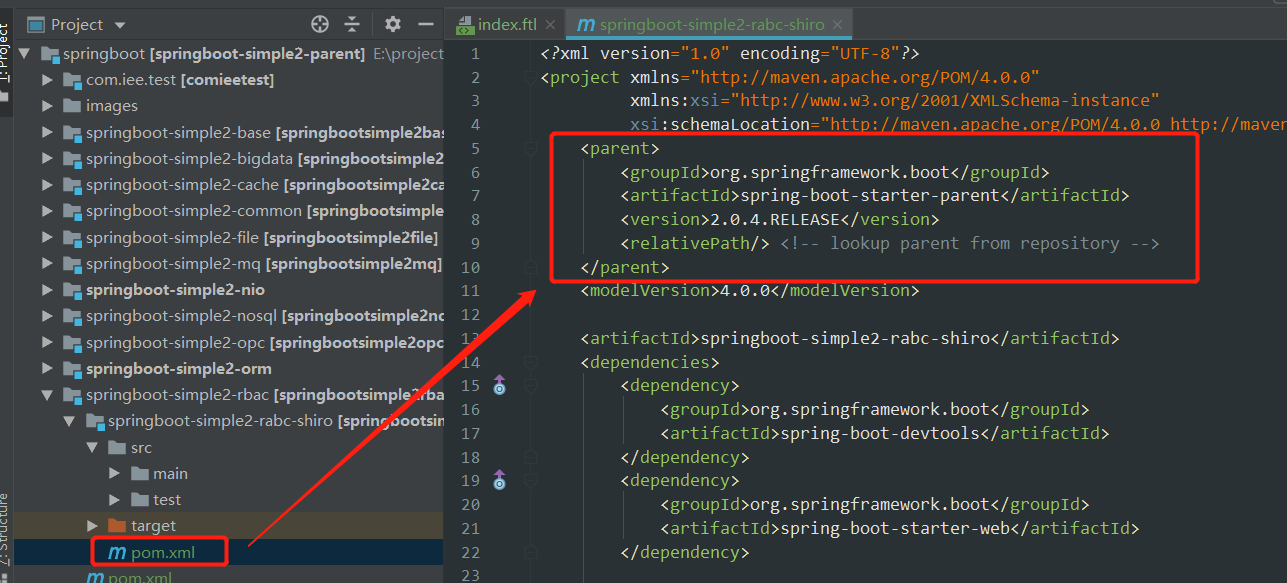 Project
index.ftl
springboot-simple2-rabc-shiro
1: Project
springboot [springboot-simple2-parent] E:\project
com.iee.test [comieetest]
images
springboot-simple2-base [springbootsimple2bas
springboot-simple2-bigdata [springbootsimple2
springboot-simple2-cache [springbootsimple2ca
springboot-simple2-common [springbootsimple
springboot-simple2-file [springbootsimple2file]
springboot-simple2-mq [springbootsimple2mq]
springboot-simple2-nio
springboot-simple2-nosql [springbootsimple2no
springboot-simple2-opc [springbootsimple2opc
springboot-simple2-orm
springboot-simple2-rbac [springbootsimple2rba
springboot-simple2-rabc-shiro [springbootsim
src
main
test
target
pom.xml
pom.xml
7: Structure
1 <?xml version="1.0" encoding="UTF-8"?>
2 <project xmlns="http://maven.apache.org/POM/4.0.0"
3 xmlns:xsi="http://www.w3.org/2001/XMLSchema-instance"
4 xsi:schemaLocation="http://maven.apache.org/POM/4.0.0 http://maven
5 <parent>
6 <groupId>org.springframework.boot</groupId>
7 <artifactId>spring-boot-starter-parent</artifactId>
8 <version>2.0.4.RELEASE</version>
9 <relativePath/> <!-- lookup parent from repository -->
10 </parent>
11 <modelVersion>4.0.0</modelVersion>
12
13 <artifactId>springboot-simple2-rabc-shiro</artifactId>
14 <dependencies>
15 <dependency>
16 <groupId>org.springframework.boot</groupId>
17 <artifactId>spring-boot-devtools</artifactId>
18 </dependency>
19 <dependency>
20 <groupId>org.springframework.boot</groupId>
21 <artifactId>spring-boot-starter-web</artifactId>
22 </dependency>
23